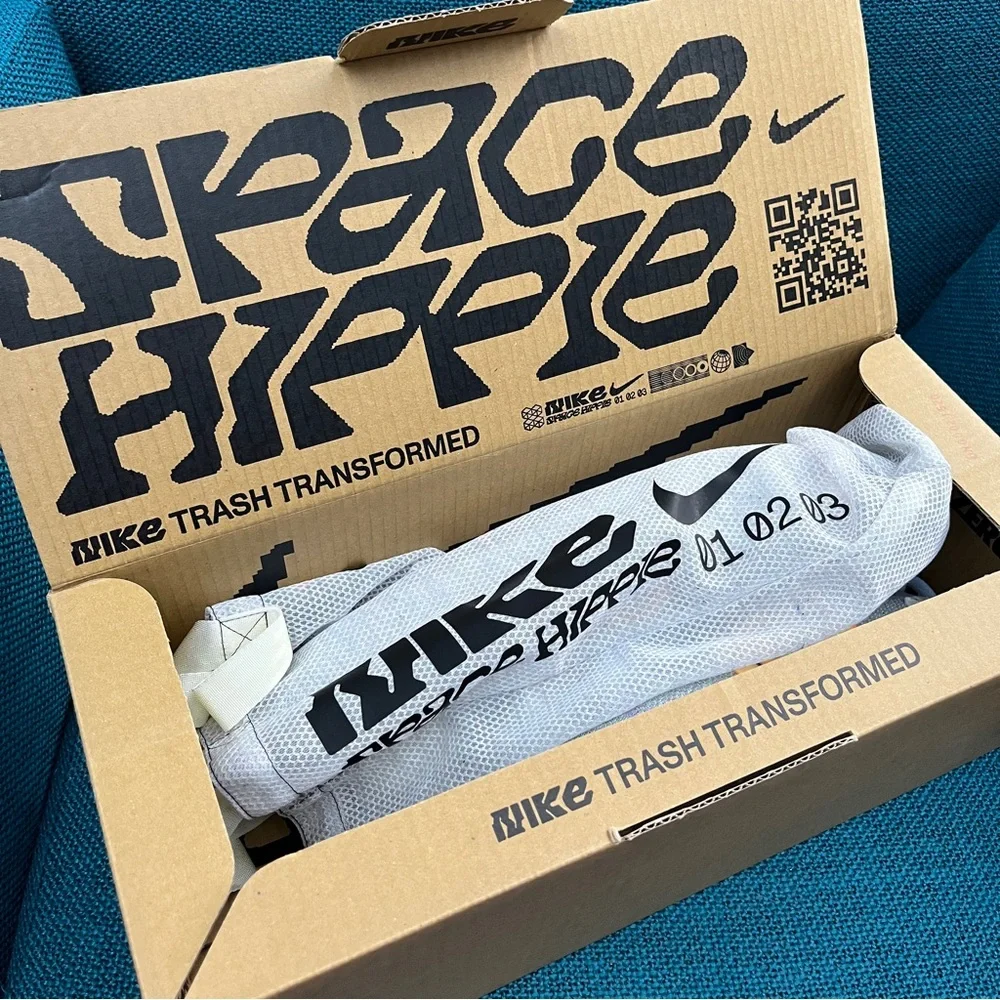 NIKE
SPACE
HIPPIE
NIKE
SPACE HIPPIE 01 02 03
NIKE TRASH TRANSFORMED
NIKE
SPACE HIPPIE 01 02 03
NIKE TRASH TRANSFORMED